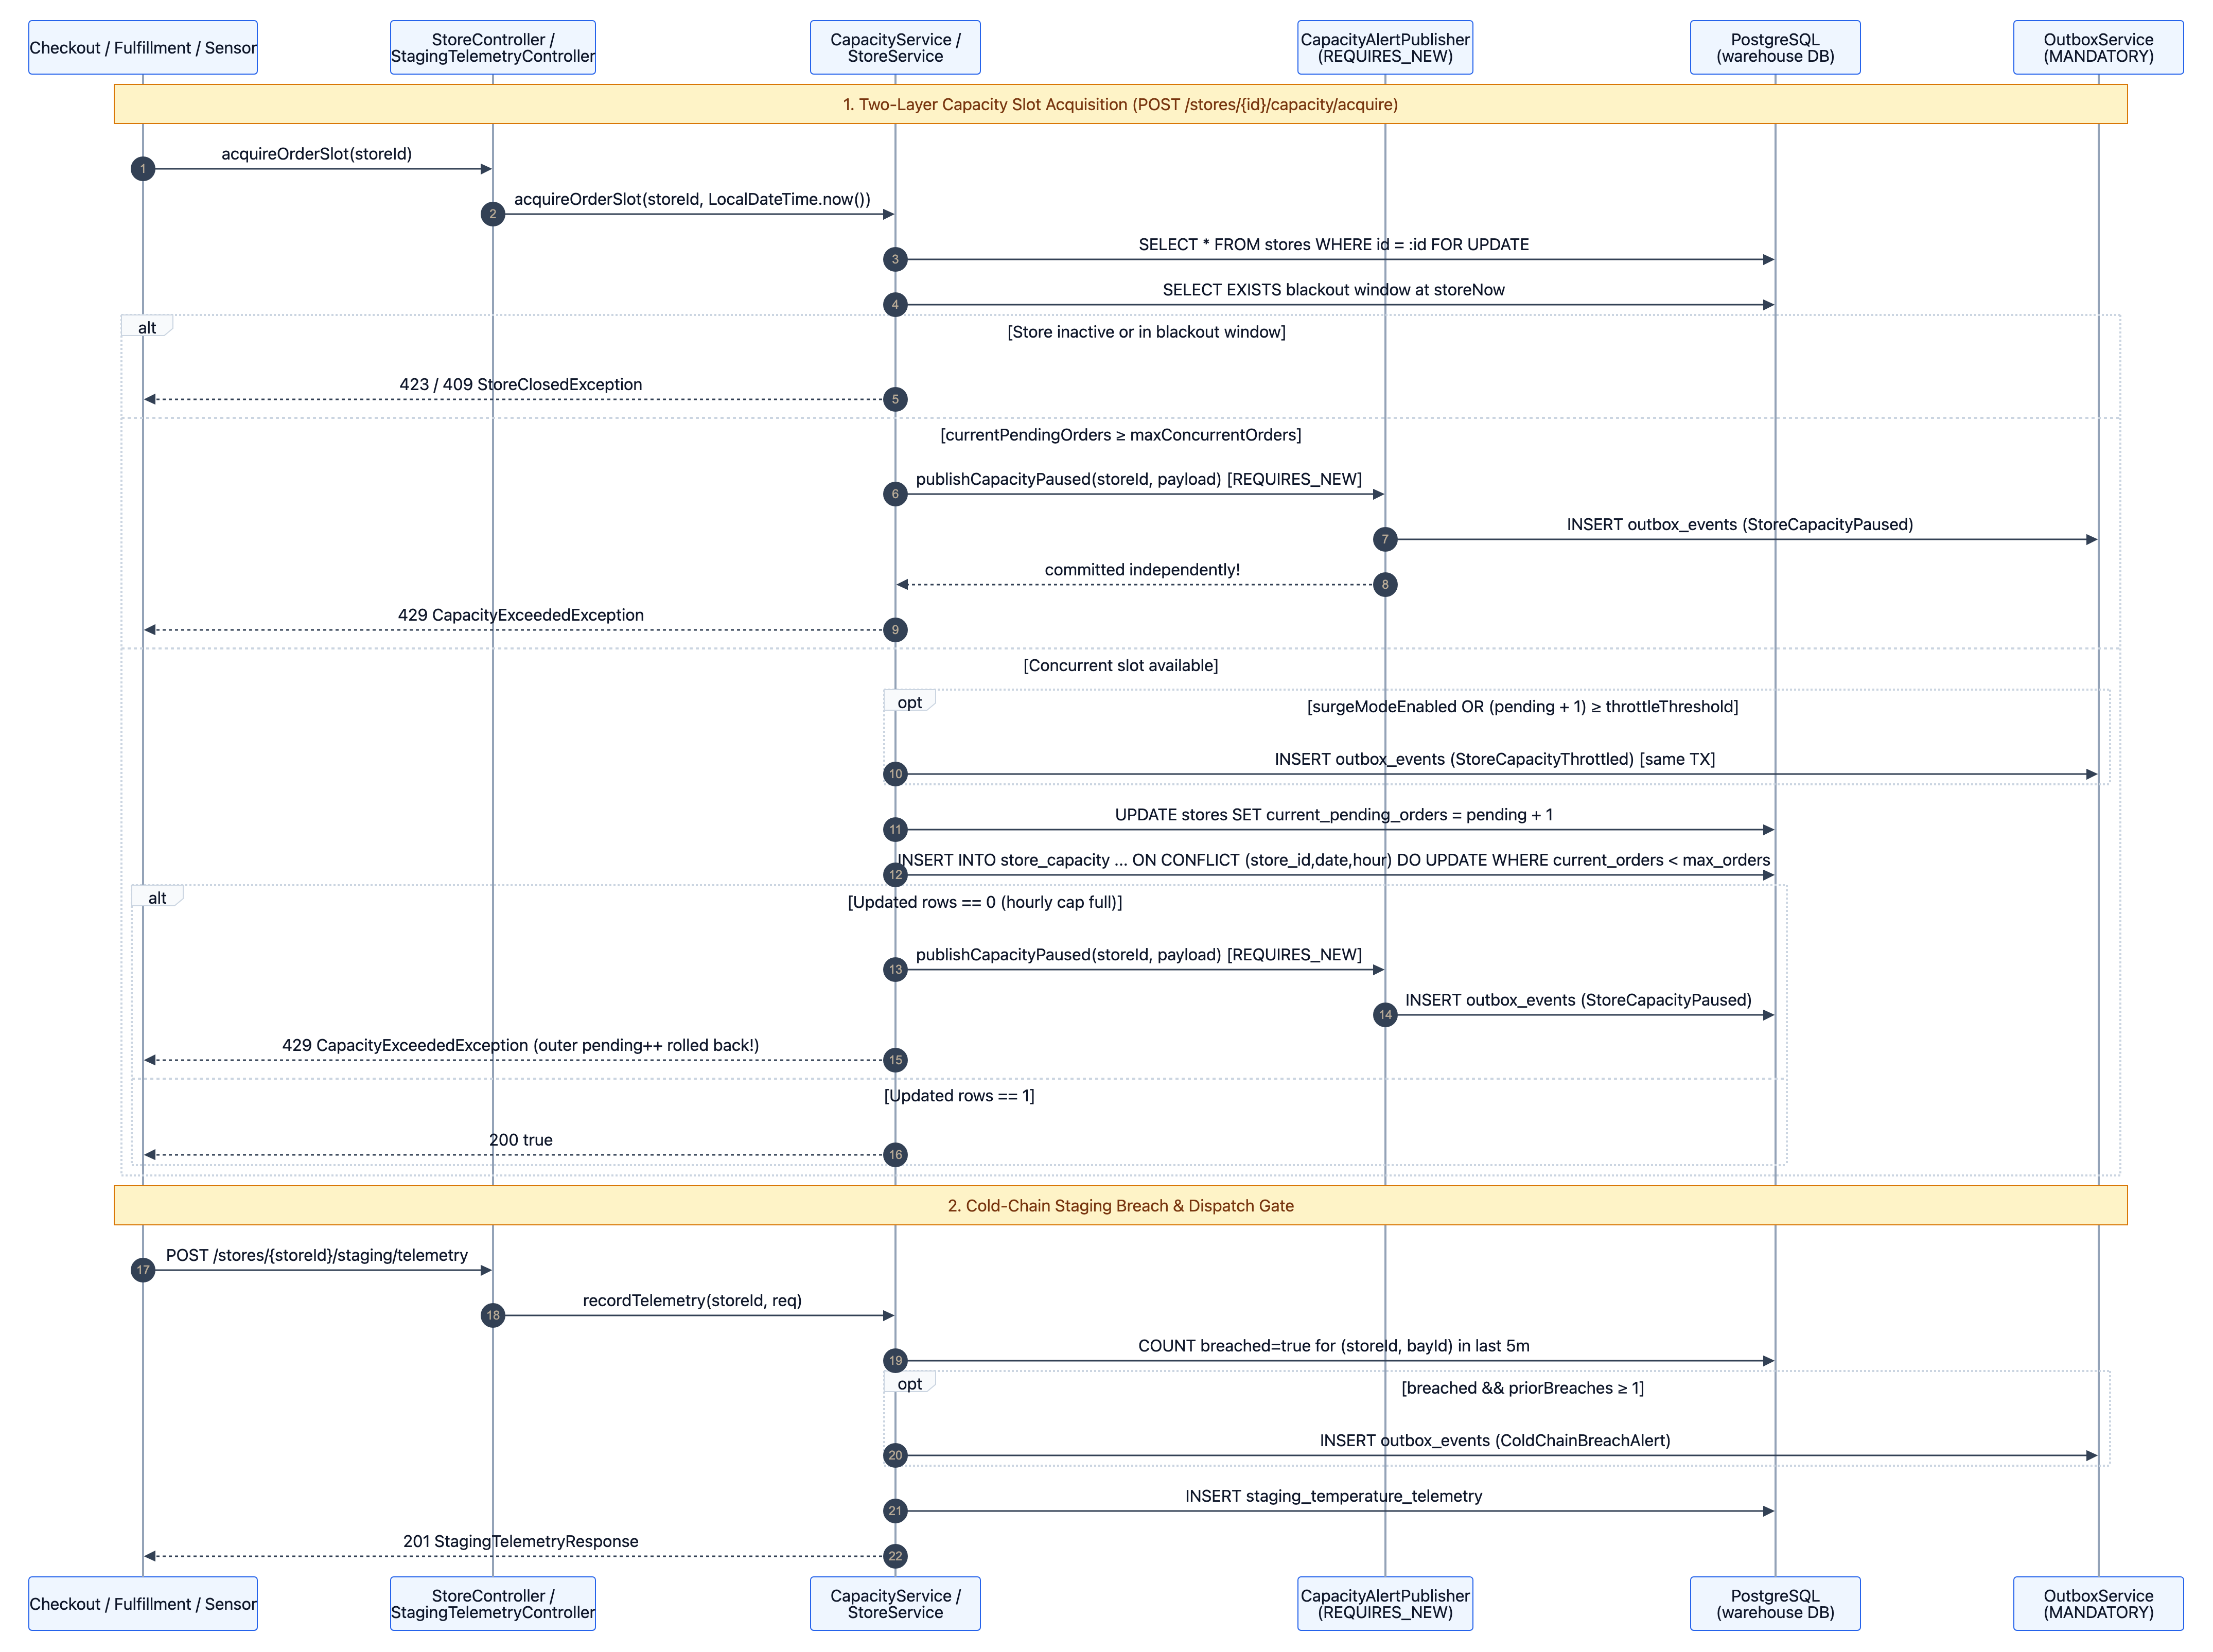 Checkout / Fulfillment / Sensor
StoreController /
StagingTelemetryController
CapacityService /
StoreService
CapacityAlertPublisher
(REQUIRES_NEW)
PostgreSQL
(warehouse DB)
OutboxService
(MANDATORY)
1. Two-Layer Capacity Slot Acquisition (POST /stores/{id}/capacity/acquire)
acquireOrderSlot(storeId)
1
acquireOrderSlot(storeId, LocalDateTime.now())
2
SELECT * FROM stores WHERE id = :id FOR UPDATE
3
SELECT EXISTS blackout window at storeNow
4
alt
[Store inactive or in blackout window]
423 / 409 StoreClosedException
5
[currentPendingOrders ≥ maxConcurrentOrders]
publishCapacityPaused(storeId, payload) [REQUIRES_NEW]
6
INSERT outbox_events (StoreCapacityPaused)
7
committed independently!
8
429 CapacityExceededException
9
[Concurrent slot available]
opt
[surgeModeEnabled OR (pending + 1) ≥ throttleThreshold]
INSERT outbox_events (StoreCapacityThrottled) [same TX]
10
UPDATE stores SET current_pending_orders = pending + 1
11
INSERT INTO store_capacity ... ON CONFLICT (store_id,date,hour) DO UPDATE WHERE current_orders < max_orders
12
alt
[Updated rows == 0 (hourly cap full)]
publishCapacityPaused(storeId, payload) [REQUIRES_NEW]
13
INSERT outbox_events (StoreCapacityPaused)
14
429 CapacityExceededException (outer pending++ rolled back!)
15
[Updated rows == 1]
200 true
16
2. Cold-Chain Staging Breach & Dispatch Gate
POST /stores/{storeId}/staging/telemetry
17
recordTelemetry(storeId, req)
18
COUNT breached=true for (storeId, bayId) in last 5m
19
opt
[breached && priorBreaches ≥ 1]
INSERT outbox_events (ColdChainBreachAlert)
20
INSERT staging_temperature_telemetry
21
201 StagingTelemetryResponse
22
Checkout / Fulfillment / Sensor
StoreController /
StagingTelemetryController
CapacityService /
StoreService
CapacityAlertPublisher
(REQUIRES_NEW)
PostgreSQL
(warehouse DB)
OutboxService
(MANDATORY)